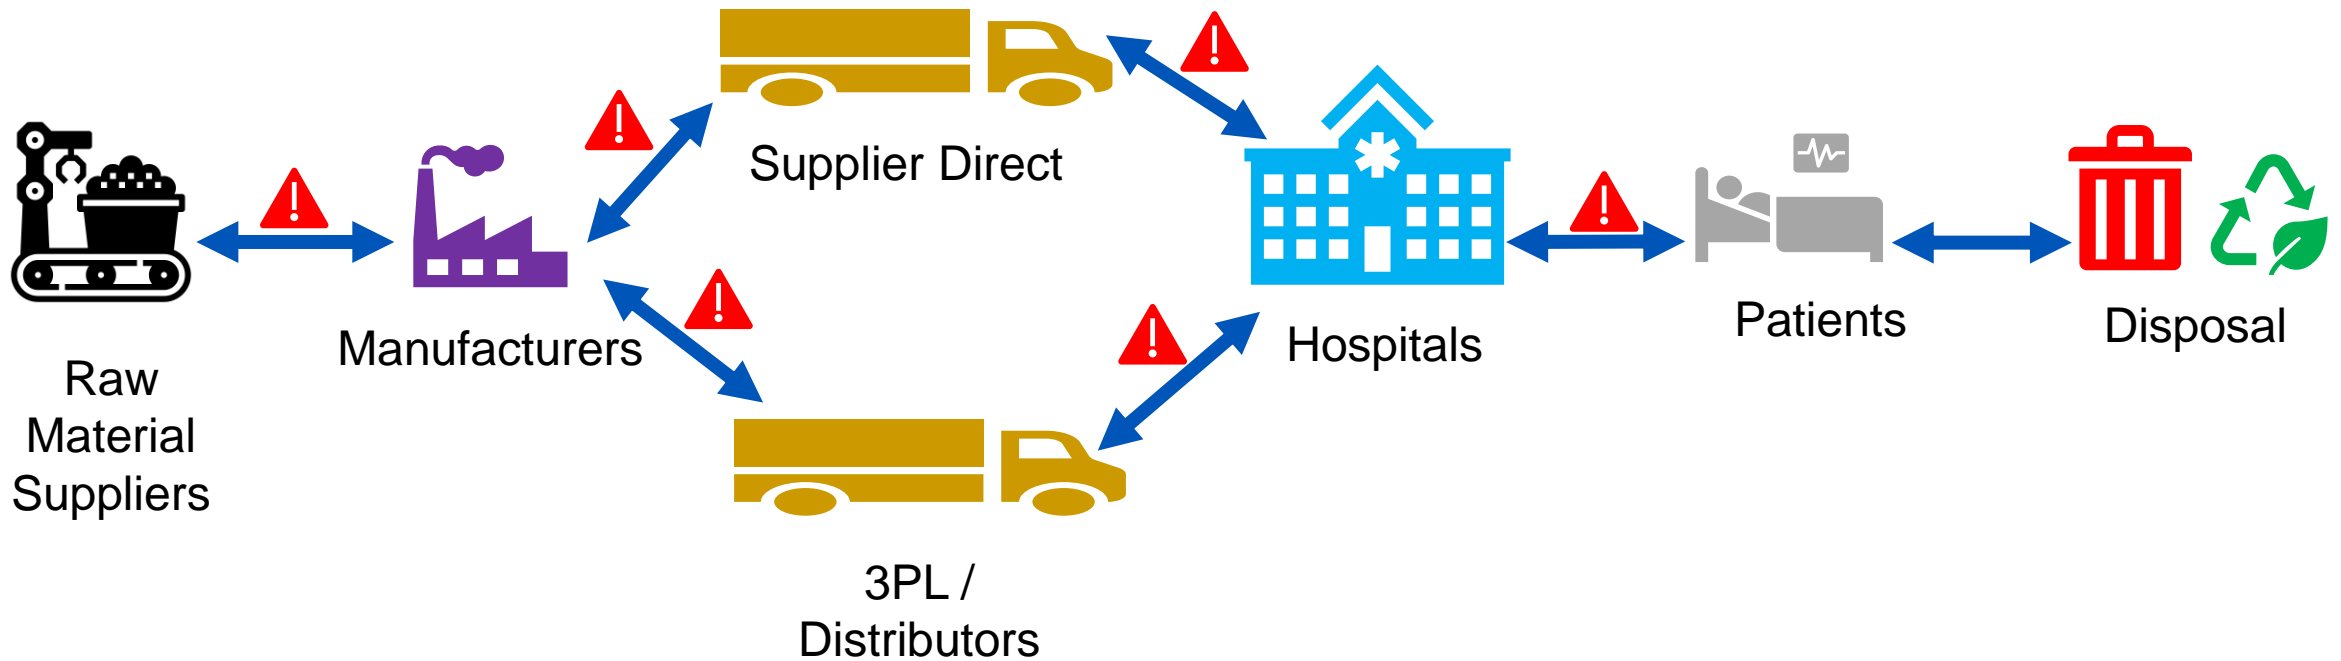 Raw
Material
Suppliers
Manufacturers
Supplier Direct
3PL /
Distributors
Hospitals
Patients
Disposal